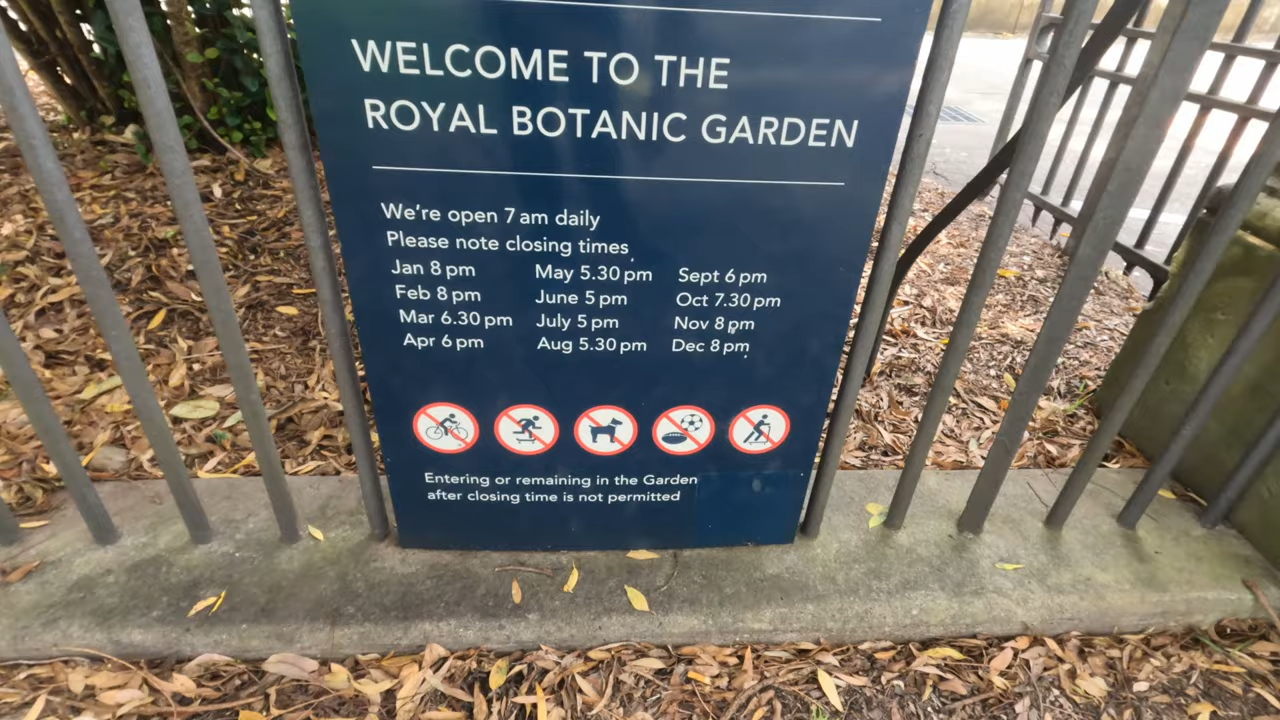 WELCOME TO THE
ROYAL BOTANIC GARDEN
We're open 7 am daily
Please note closing times
Jan 8 pm May 5.30 pm Sept 6 pm
Feb 8 pm June 5 pm Oct 7.30 pm
Mar 6.30 pm July 5 pm Nov 8 pm
Apr 6 pm Aug 5.30 pm Dec 8 pm
Entering or remaining in the Garden
after closing time is not permitted